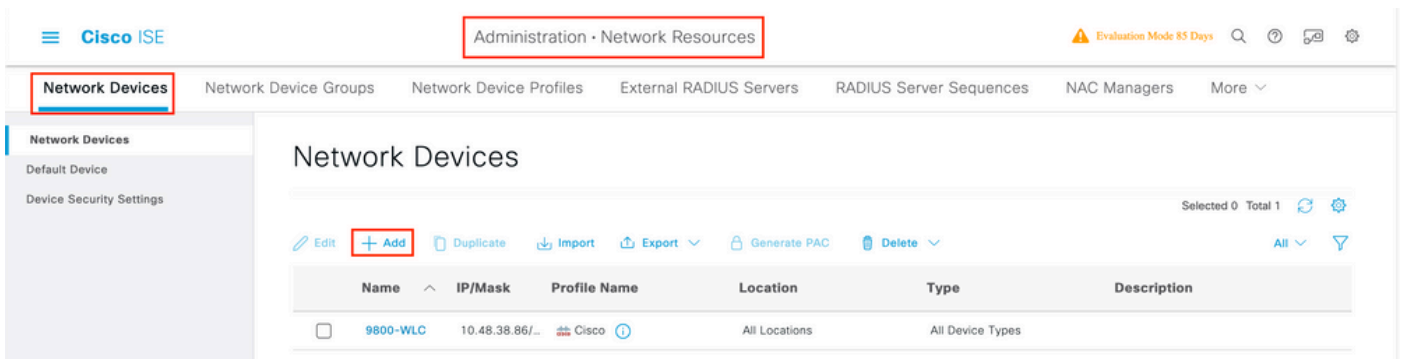 Cisco ISE
Administration · Network Resources
Evaluation Mode 85 Days
Network Devices Network Device Groups Network Device Profiles External RADIUS Servers RADIUS Server Sequences NAC Managers More
Network Devices
Default Device
Device Security Settings
Network Devices
Selected 0 Total 1
Edit Add Duplicate Import Export Generate PAC Delete All
Name IP/Mask Profile Name Location Type Description
9800-WLC 10.48.38.86/... Cisco All Locations All Device Types